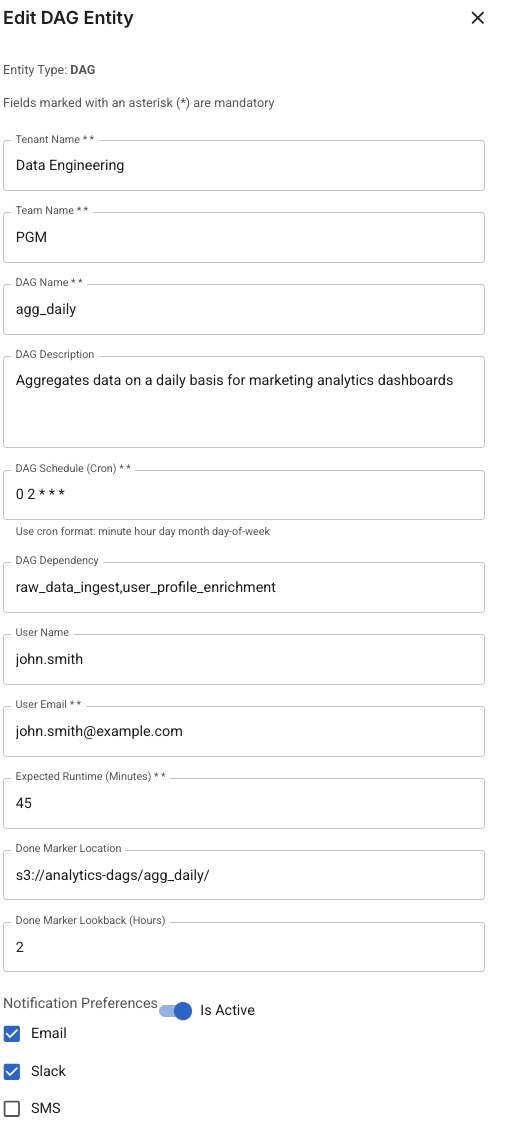 Edit DAG Entity
Entity Type: DAG
Fields marked with an asterisk (*) are mandatory
Tenant Name * *
Data Engineering
Team Name * *
PGM
DAG Name * *
agg_daily
DAG Description
Aggregates data on a daily basis for marketing analytics dashboards
DAG Schedule (Cron) * *
0 2 * * *
Use cron format: minute hour day month day-of-week
DAG Dependency
raw_data_ingest,user_profile_enrichment
User Name
john.smith
User Email * *
john.smith@example.com
Expected Runtime (Minutes) * *
45
Done Marker Location
s3://analytics-dags/agg_daily/
Done Marker Lookback (Hours)
2
Notification Preferences
Is Active
Email
Slack
SMS